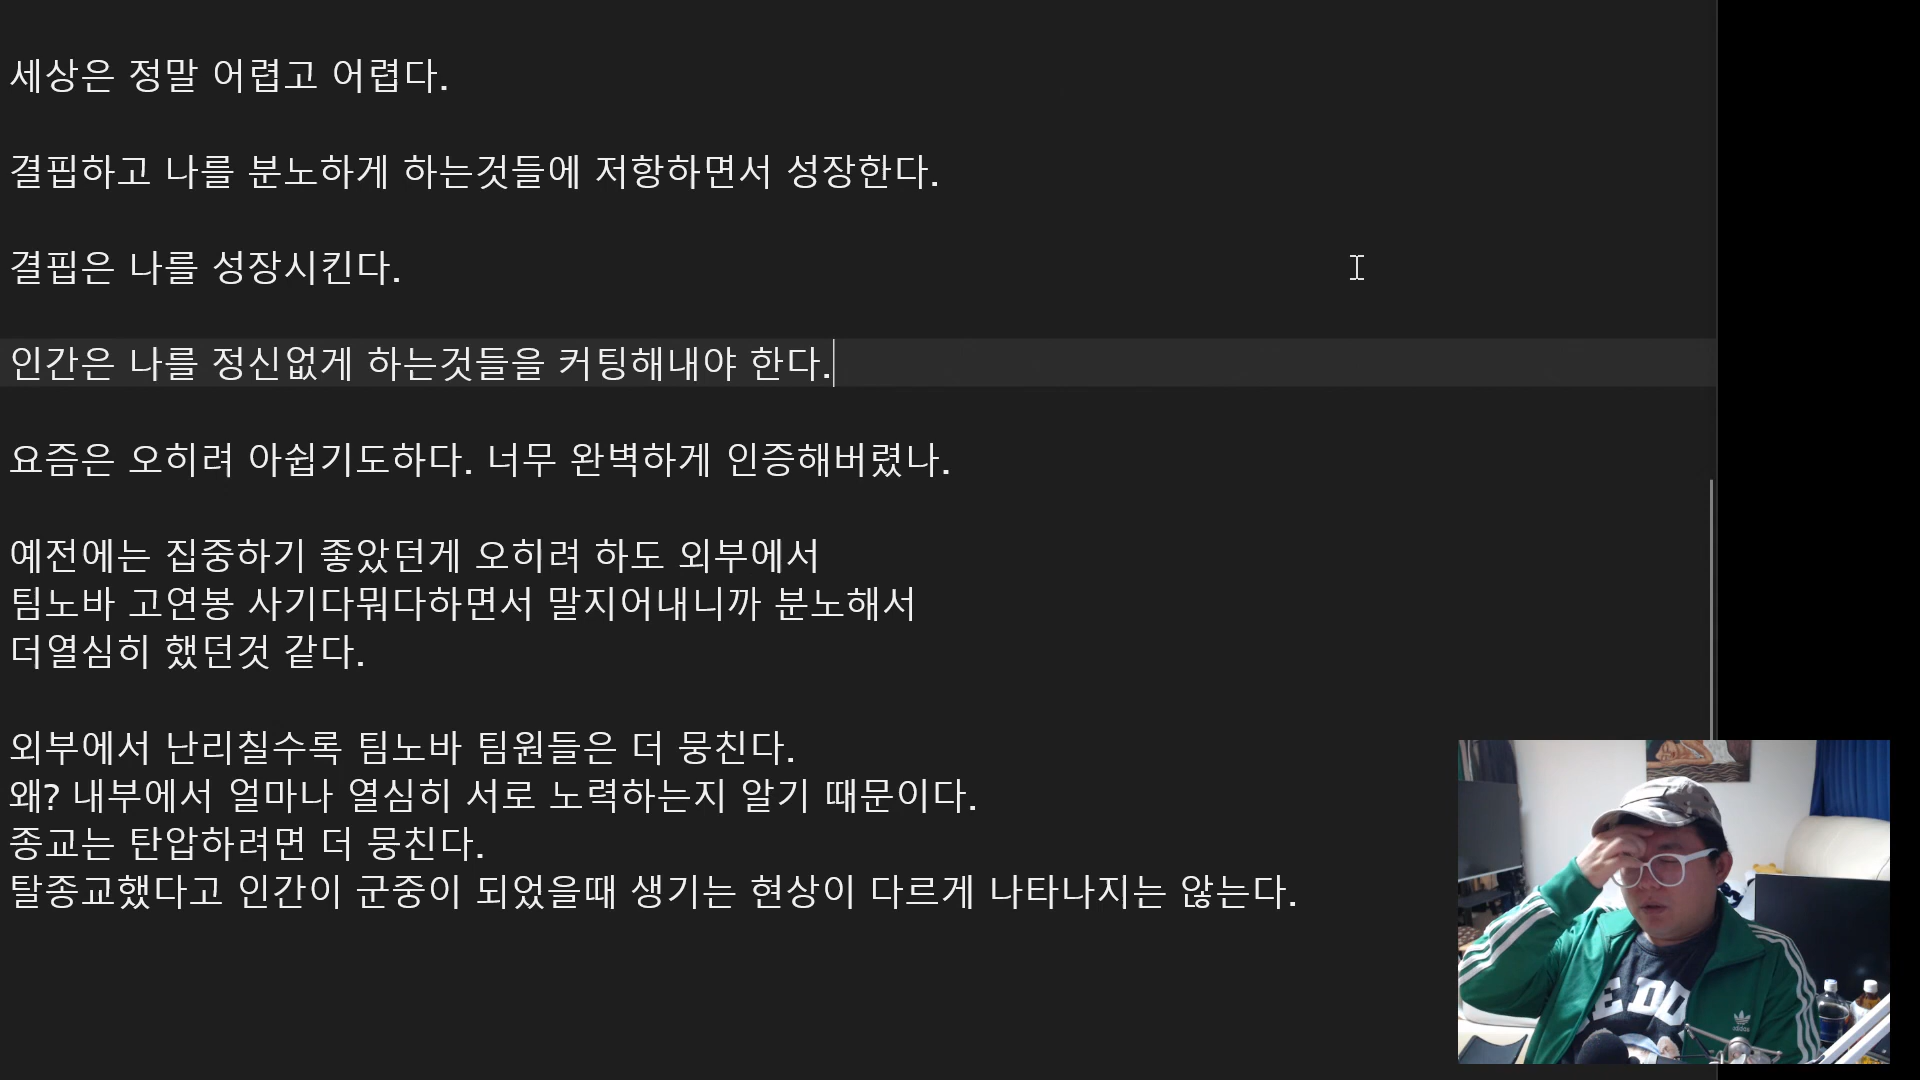 세상은 정말 어렵고 어렵다.
결핍하고 나를 분노하게 하는것들에 저항하면서 성장한다.
결핍은 나를 성장시킨다.
인간은 나를 정신없게 하는것들을 커팅해내야 한다.
요즘은 오히려 아쉽기도하다. 너무 완벽하게 인증해버렸나.
예전에는 집중하기 좋았던게 오히려 하도 외부에서
팀노바 고연봉 사기다뭐다하면서 말지어내니까 분노해서
더열심히 했던것 같다.
외부에서 난리칠수록 팀노바 팀원들은 더 뭉친다.
왜? 내부에서 얼마나 열심히 서로 노력하는지 알기 때문이다.
종교는 탄압하려면 더 뭉친다.
탈종교했다고 인간이 군중이 되었을때 생기는 현상이 다르게 나타나지는 않는다.
adidas